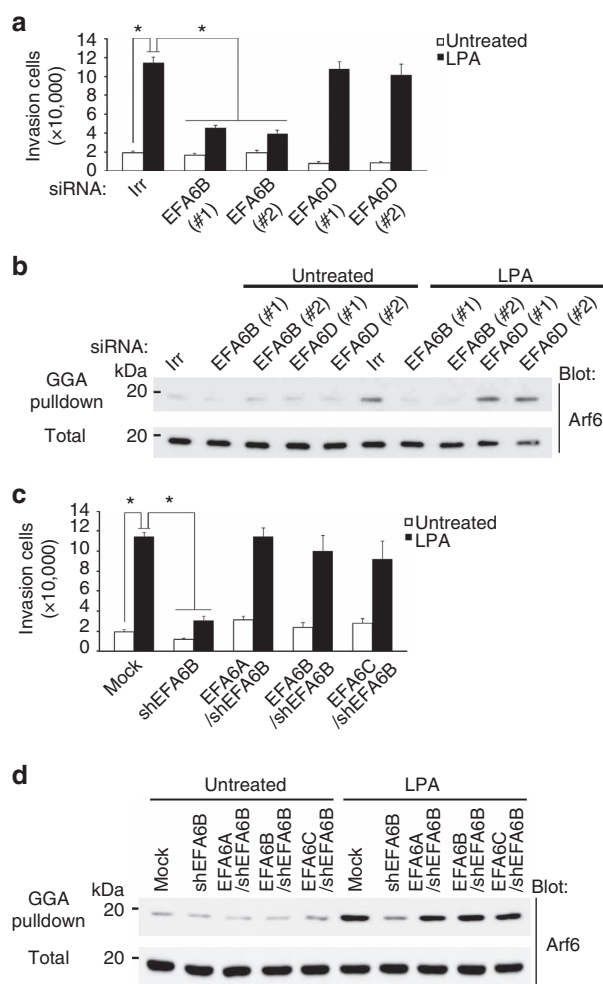 a
*
*
Untreated
LPA
14
12
10
8
6
4
2
0
Invasion cells
(×10,000)
siRNA:
Irr
EFA6B
(#1)
EFA6B
(#2)
EFA6D
(#1)
EFA6D
(#2)
b
Untreated
LPA
siRNA:
Irr
EFA6B (#1)
EFA6B (#2)
EFA6D (#1)
EFA6D (#2)
Irr
EFA6B (#1)
EFA6B (#2)
EFA6D (#1)
EFA6D (#2)
kDa
Blot:
GGA
pulldown
20
Total
20
Arf6
c
*
*
Untreated
LPA
14
12
10
8
6
4
2
0
Invasion cells
(×10,000)
Mock
shEFA6B
EFA6A
/shEFA6B
EFA6B
/shEFA6B
EFA6C
/shEFA6B
d
Untreated
LPA
Mock
shEFA6B
EFA6A
/shEFA6B
EFA6B
/shEFA6B
EFA6C
/shEFA6B
Mock
shEFA6B
EFA6A
/shEFA6B
EFA6B
/shEFA6B
EFA6C
/shEFA6B
kDa
Blot:
GGA
pulldown
20
Total
20
Arf6